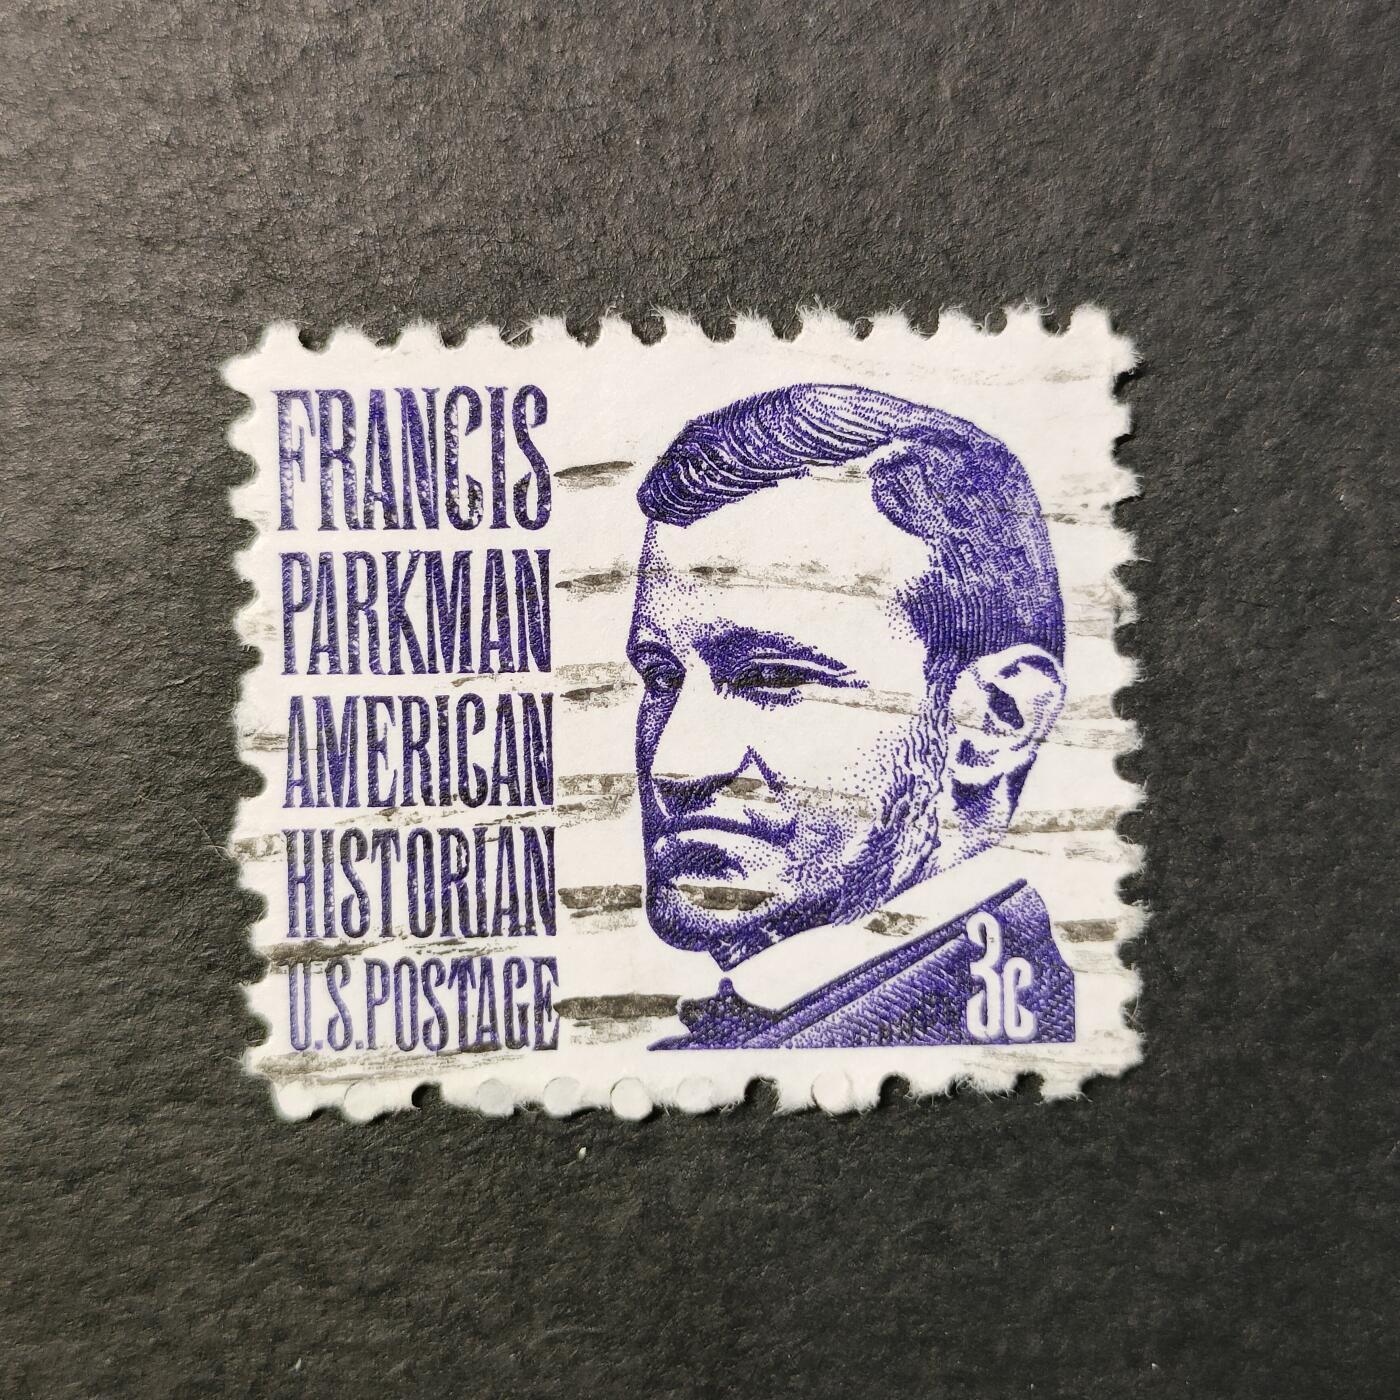 FRANCIS
PARKMAN
AMERICAN
HISTORIAN
U.S.POSTAGE
3c